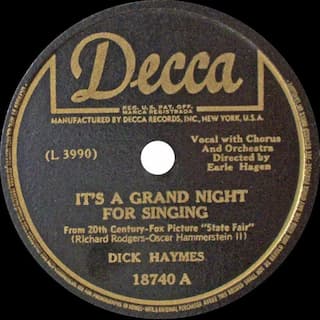 Decca
REG. U.S. PAT. OFF.
MARCA REGISTRADA
MANUFACTURED BY DECCA RECORDS, INC., NEW YORK, U.S.A.
Vocal with Chorus
And Orchestra
(L 3990)
Directed by
Earle Hagen
IT'S A GRAND NIGHT
FOR SINGING
From 20th Century-Fox Picture "State Fair"
(Richard Rodgers-Oscar Hammerstein II)
DICK HAYMES
18740 A